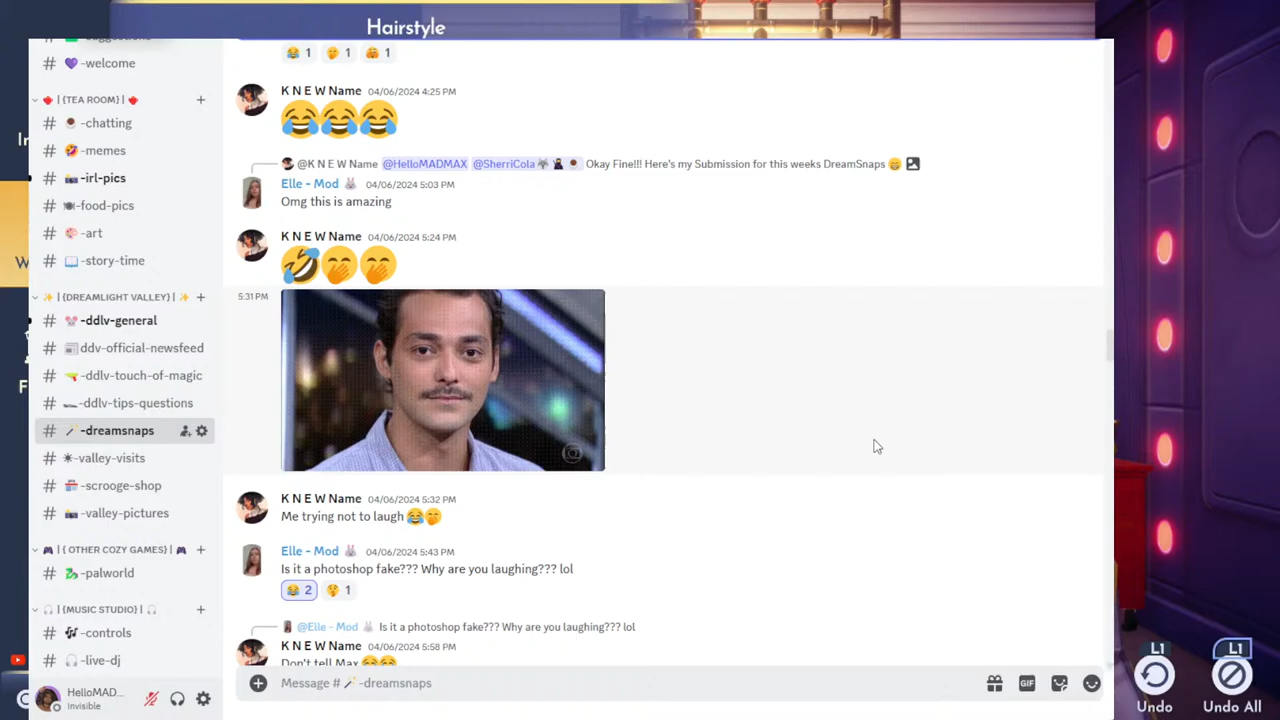 Hairstyle
-welcome
{TEA ROOM}
-chatting
-memes
-irl-pics
-food-pics
-art
-story-time
{DREAMLIGHT VALLEY}
-ddlv-general
ddv-official-newsfeed
-ddlv-touch-of-magic
-ddlv-tips-questions
-dreamsnaps
-valley-visits
-scrooge-shop
-valley-pictures
{ OTHER COZY GAMES}
-palworld
{MUSIC STUDIO}
-controls
-live-dj
HelloMAD...
Invisible
1 1 1
K N E W Name 04/06/2024 4:25 PM
😂😂😂
@K N E W Name @HelloMADMAX @SherriCola Okay Fine!!! Here's my Submission for this weeks DreamSnaps
Elle - Mod 04/06/2024 5:03 PM
Omg this is amazing
K N E W Name 04/06/2024 5:24 PM
🤣🤭🤭
5:31 PM
K N E W Name 04/06/2024 5:32 PM
Me trying not to laugh 😂🤭
Elle - Mod 04/06/2024 5:43 PM
Is it a photoshop fake??? Why are you laughing??? lol
2 1
@Elle - Mod Is it a photoshop fake??? Why are you laughing??? lol
K N E W Name 04/06/2024 5:58 PM
Don't tell Max 😂😂
Message # -dreamsnaps
GIF
L1 L1
Undo Undo All